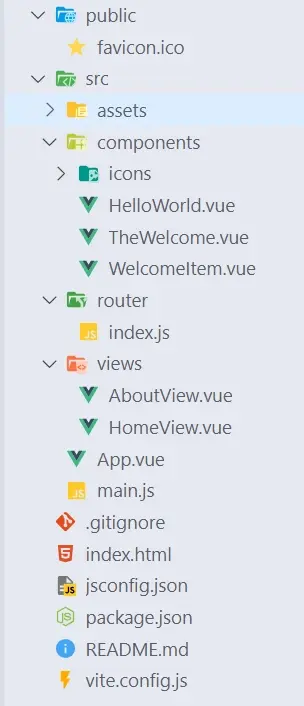 public
favicon.ico
src
assets
components
icons
HelloWorld.vue
TheWelcome.vue
WelcomeItem.vue
router
index.js
views
AboutView.vue
HomeView.vue
App.vue
main.js
.gitignore
index.html
jsconfig.json
package.json
README.md
vite.config.js